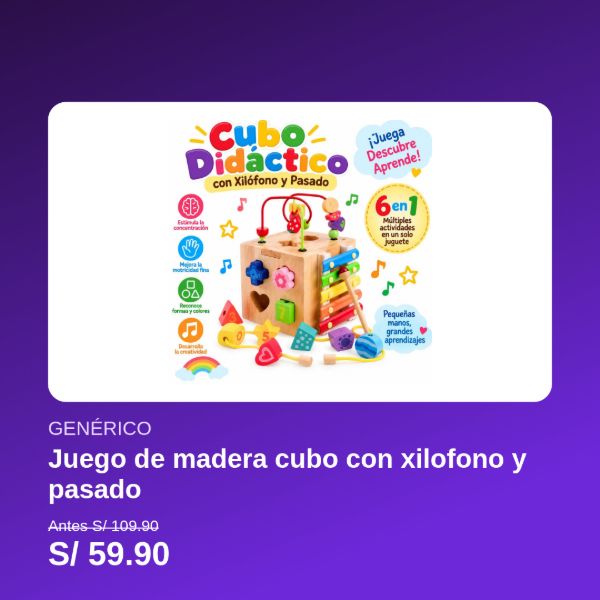 Cubo
Didáctico
con Xilófono y Pasado
¡Juega
Descubre
Aprende!
6 en 1
Múltiples
actividades
en un solo
juguete
Estimula la
concentración
Mejora la
motricidad fina
Reconoce
formas y colores
Desarrolla
la creatividad
Pequeñas
manos,
grandes
aprendizajes
GENÉRICO
Juego de madera cubo con xilofono y
pasado
Antes S/ 109.90
S/ 59.90